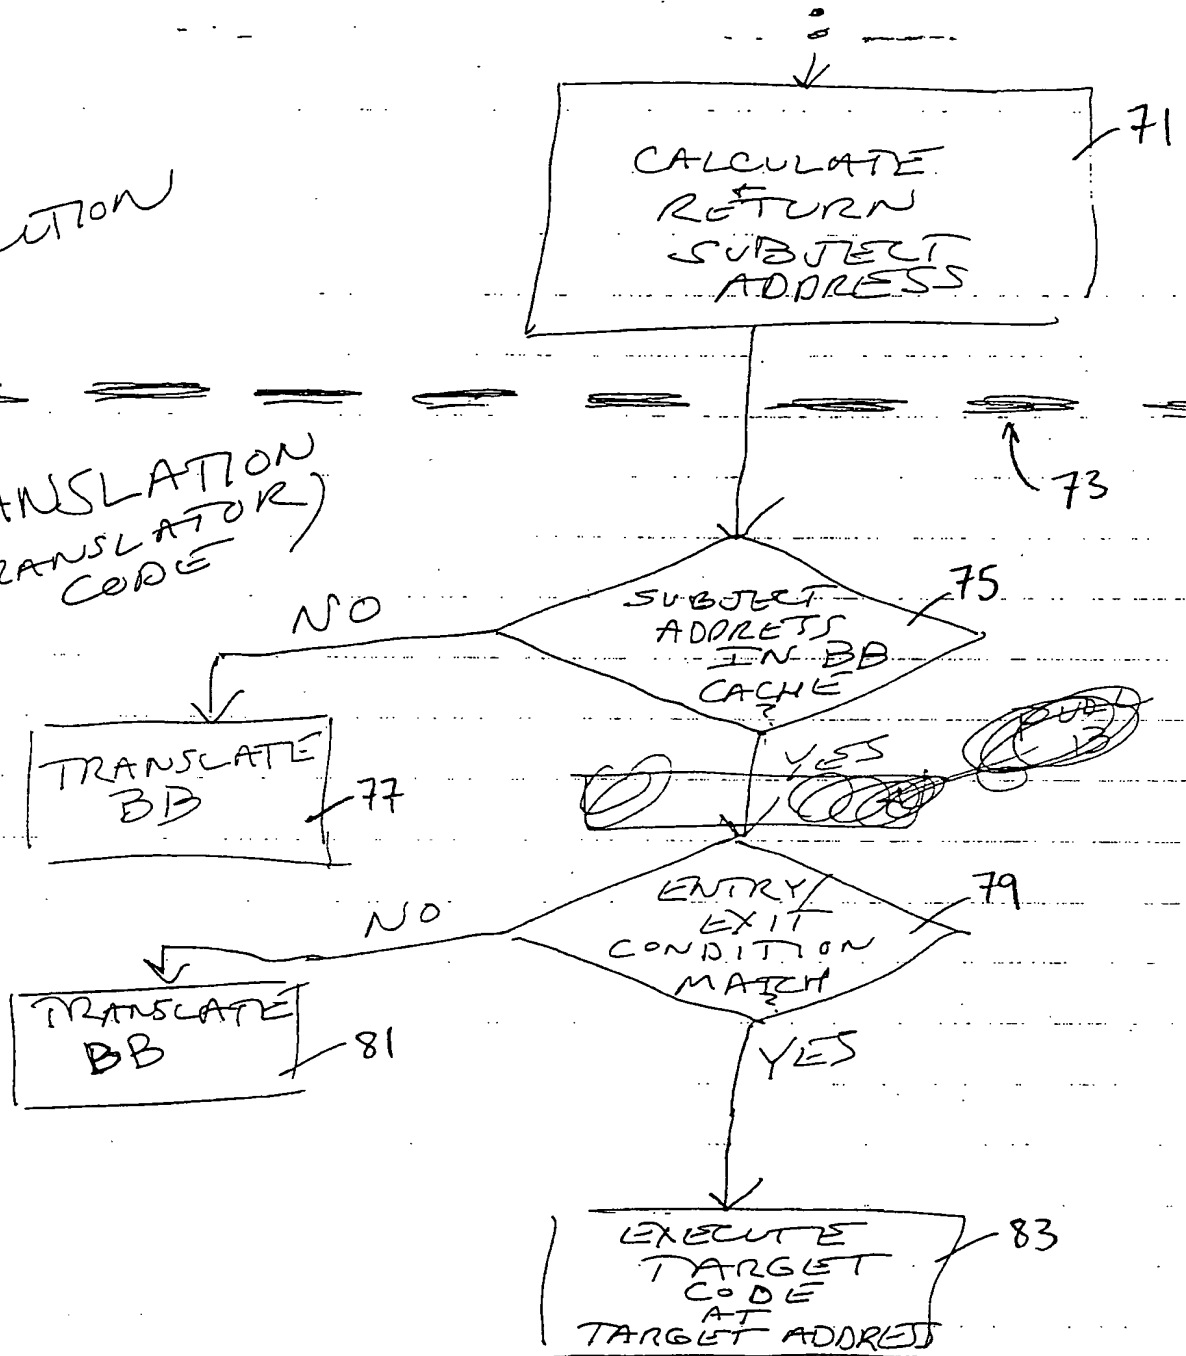 71
CALCULATE
RETURN
SUBJECT
ADDRESS
UTION
73
ANSLATION
RANSLATOR)
CODE
75
SUBJECT
ADDRESS
IN BB
CACHE
?
NO
YES
TRANSLATE
BB
77
79
ENTRY/
EXIT
CONDITION
MATCH
?
NO
YES
TRANSLATE
BB
81
83
EXECUTE
TARGET
CODE
AT
TARGET ADDRESS